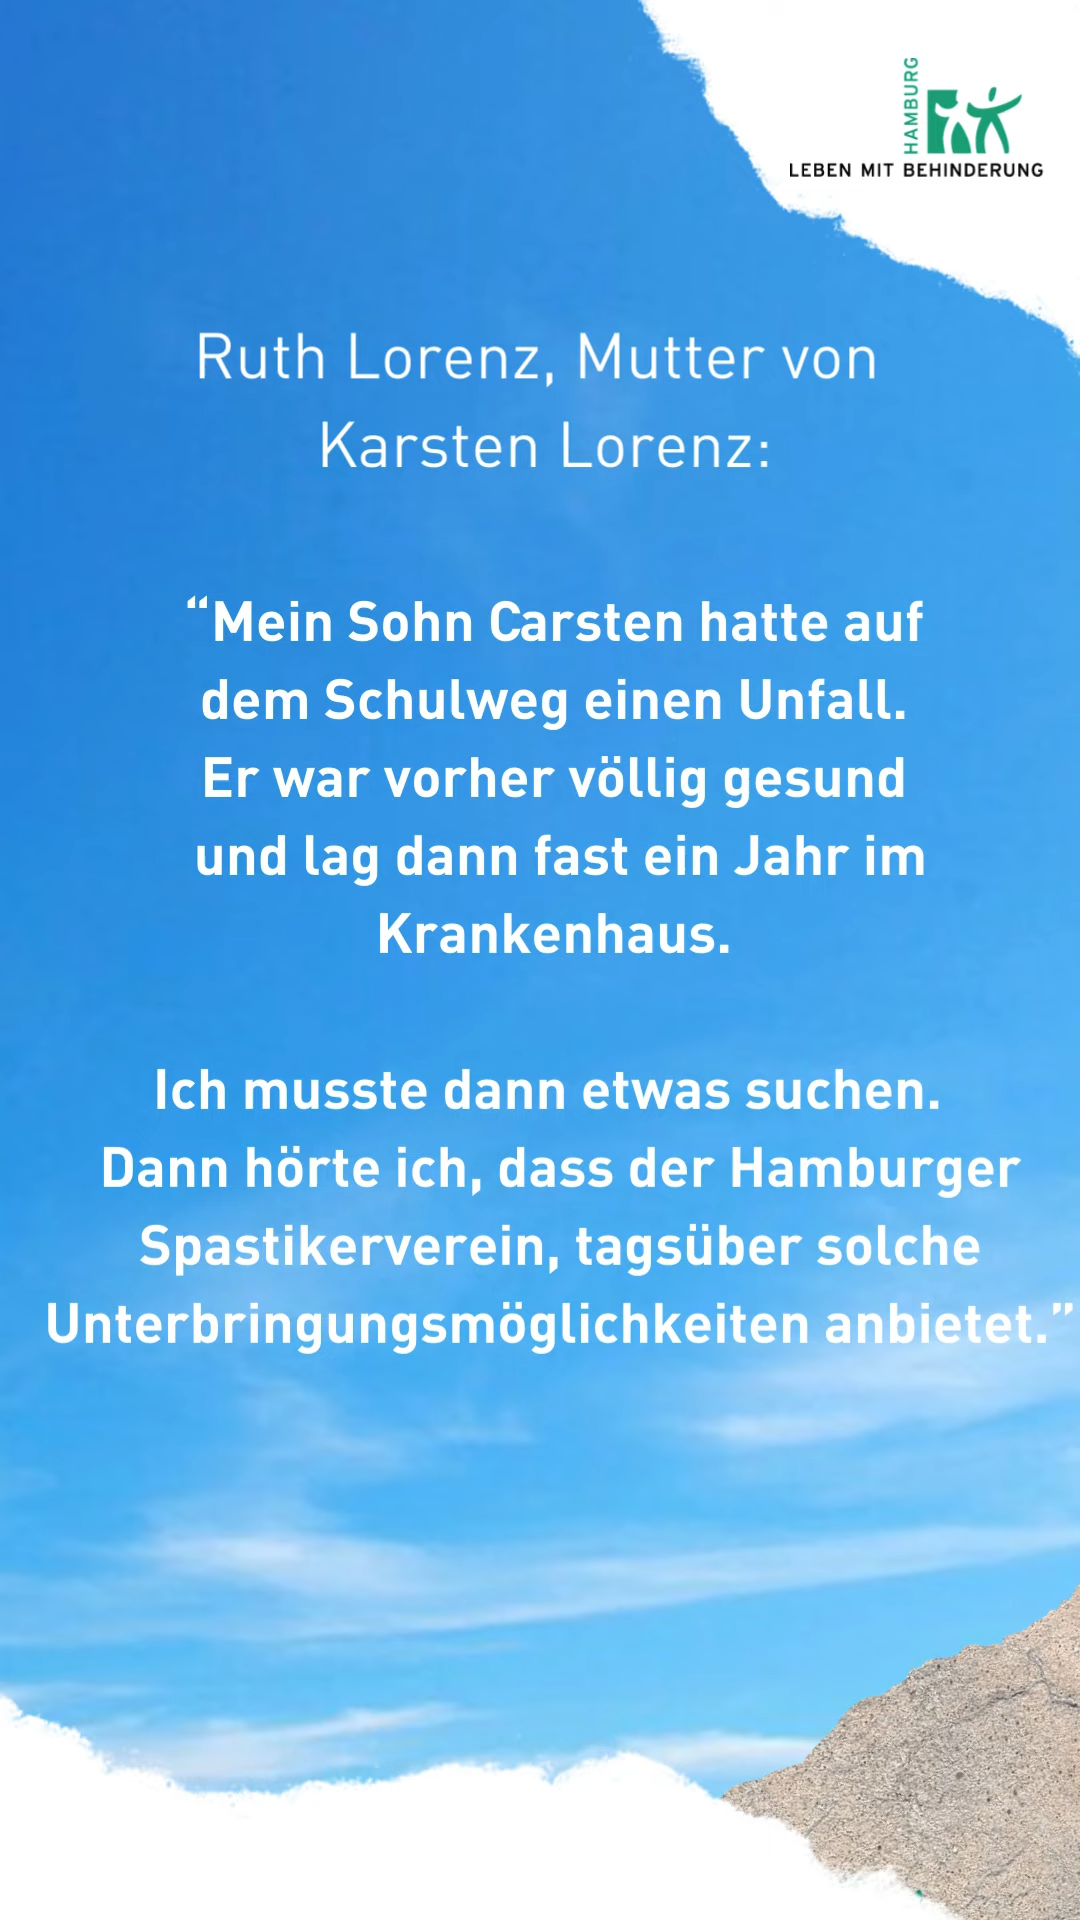 HAMBURG
LEBEN MIT BEHINDERUNG
Ruth Lorenz, Mutter von
Karsten Lorenz:
“Mein Sohn Carsten hatte auf
dem Schulweg einen Unfall.
Er war vorher völlig gesund
und lag dann fast ein Jahr im
Krankenhaus.
Ich musste dann etwas suchen.
Dann hörte ich, dass der Hamburger
Spastikerverein, tagsüber solche
Unterbringungsmöglichkeiten anbietet.”